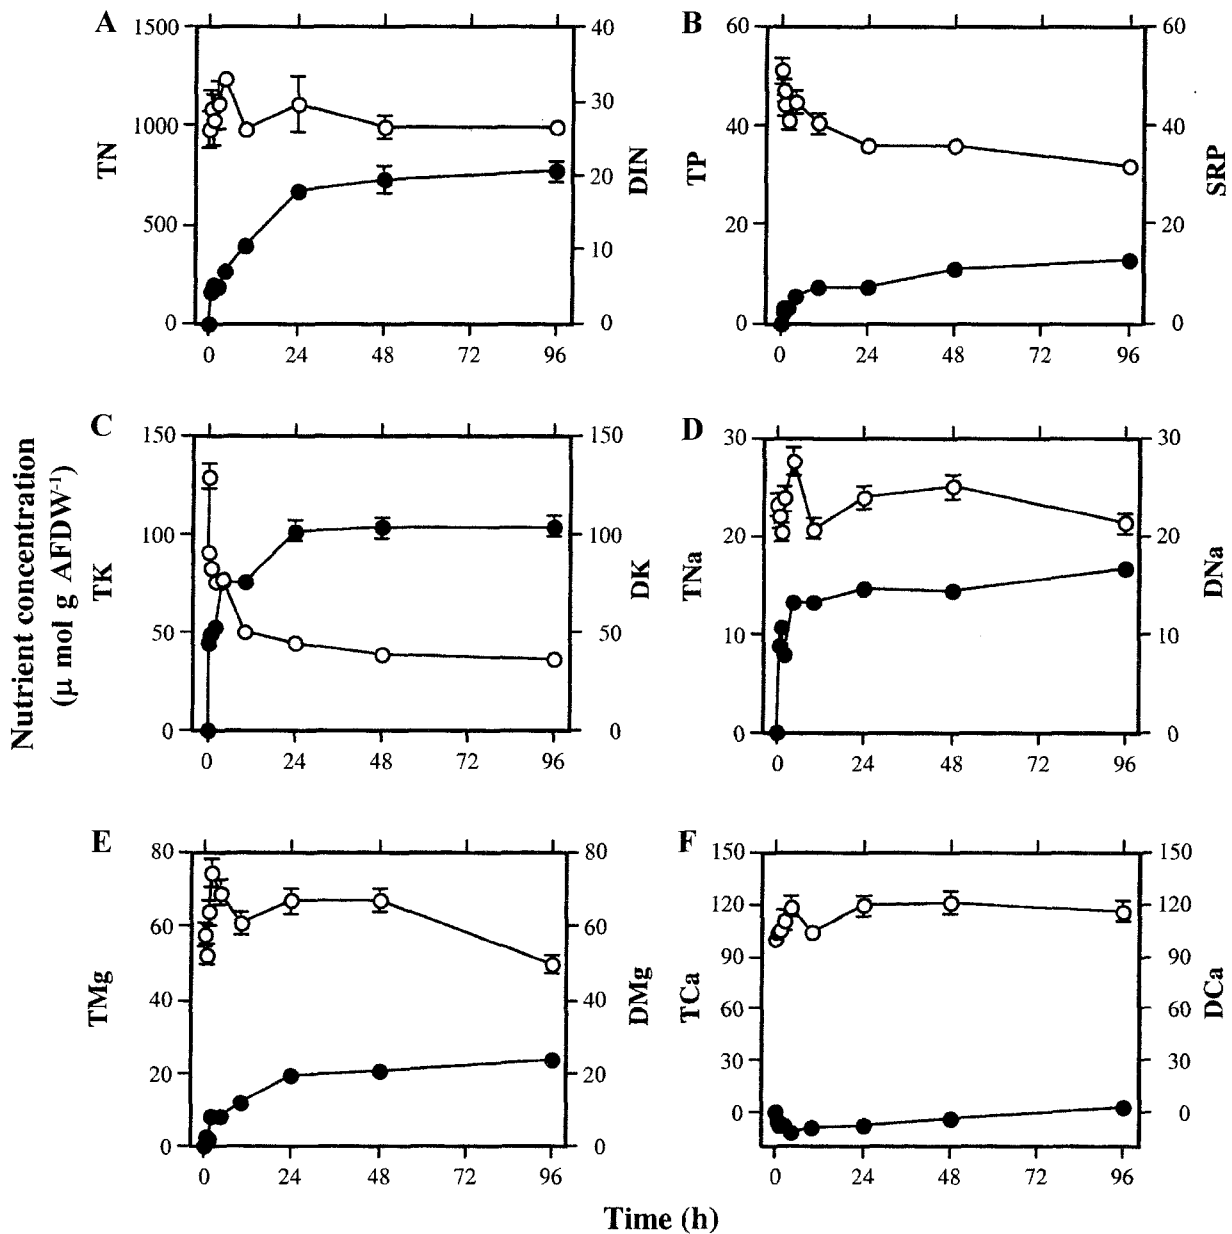 A
B
1500
1000
500
0
TN
40
30
20
10
0
DIN
0 24 48 72 96
60
40
20
0
TP
60
50
40
30
20
10
0
SRP
0 24 48 72 96
C
D
150
100
50
0
TK
150
100
50
0
DK
0 24 48 72 96
30
20
10
0
TNa
30
20
10
0
DNa
0 24 48 72 96
Nutrient concentration
(μ mol g AFDW⁻¹)
E
F
80
60
40
20
0
TMg
80
60
40
20
0
DMg
0 24 48 72 96
150
120
90
60
30
0
TCa
150
120
90
60
30
0
DCa
0 24 48 72 96
Time (h)